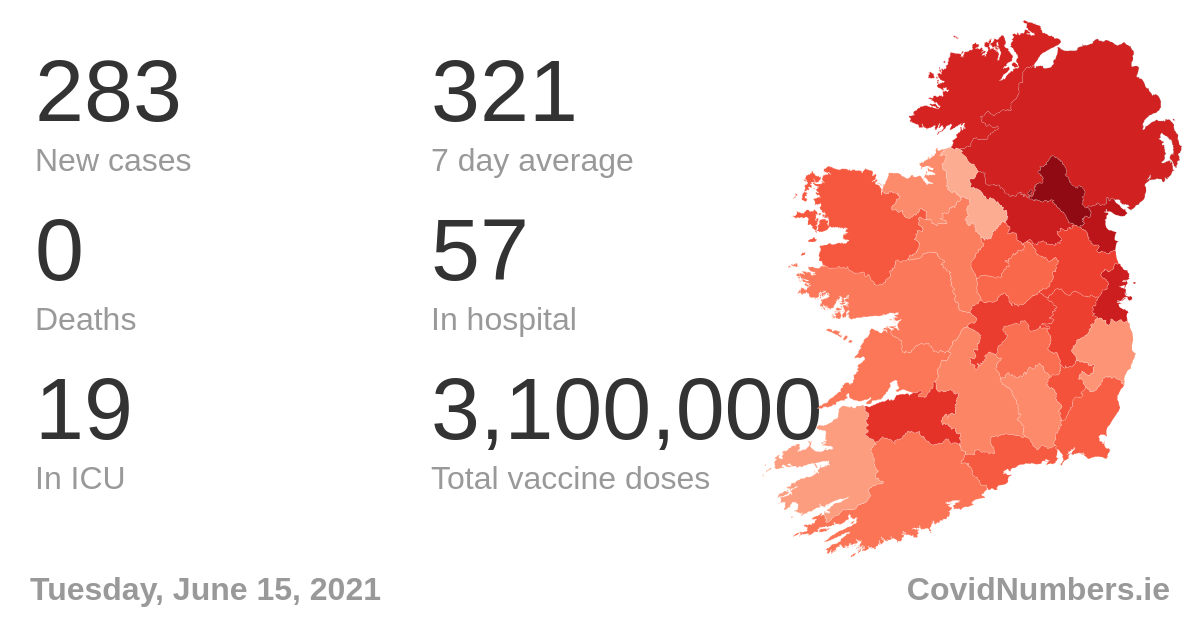 283
New cases
321
7 day average
0
Deaths
57
In hospital
19
In ICU
3,100,000
Total vaccine doses
Tuesday, June 15, 2021
CovidNumbers.ie